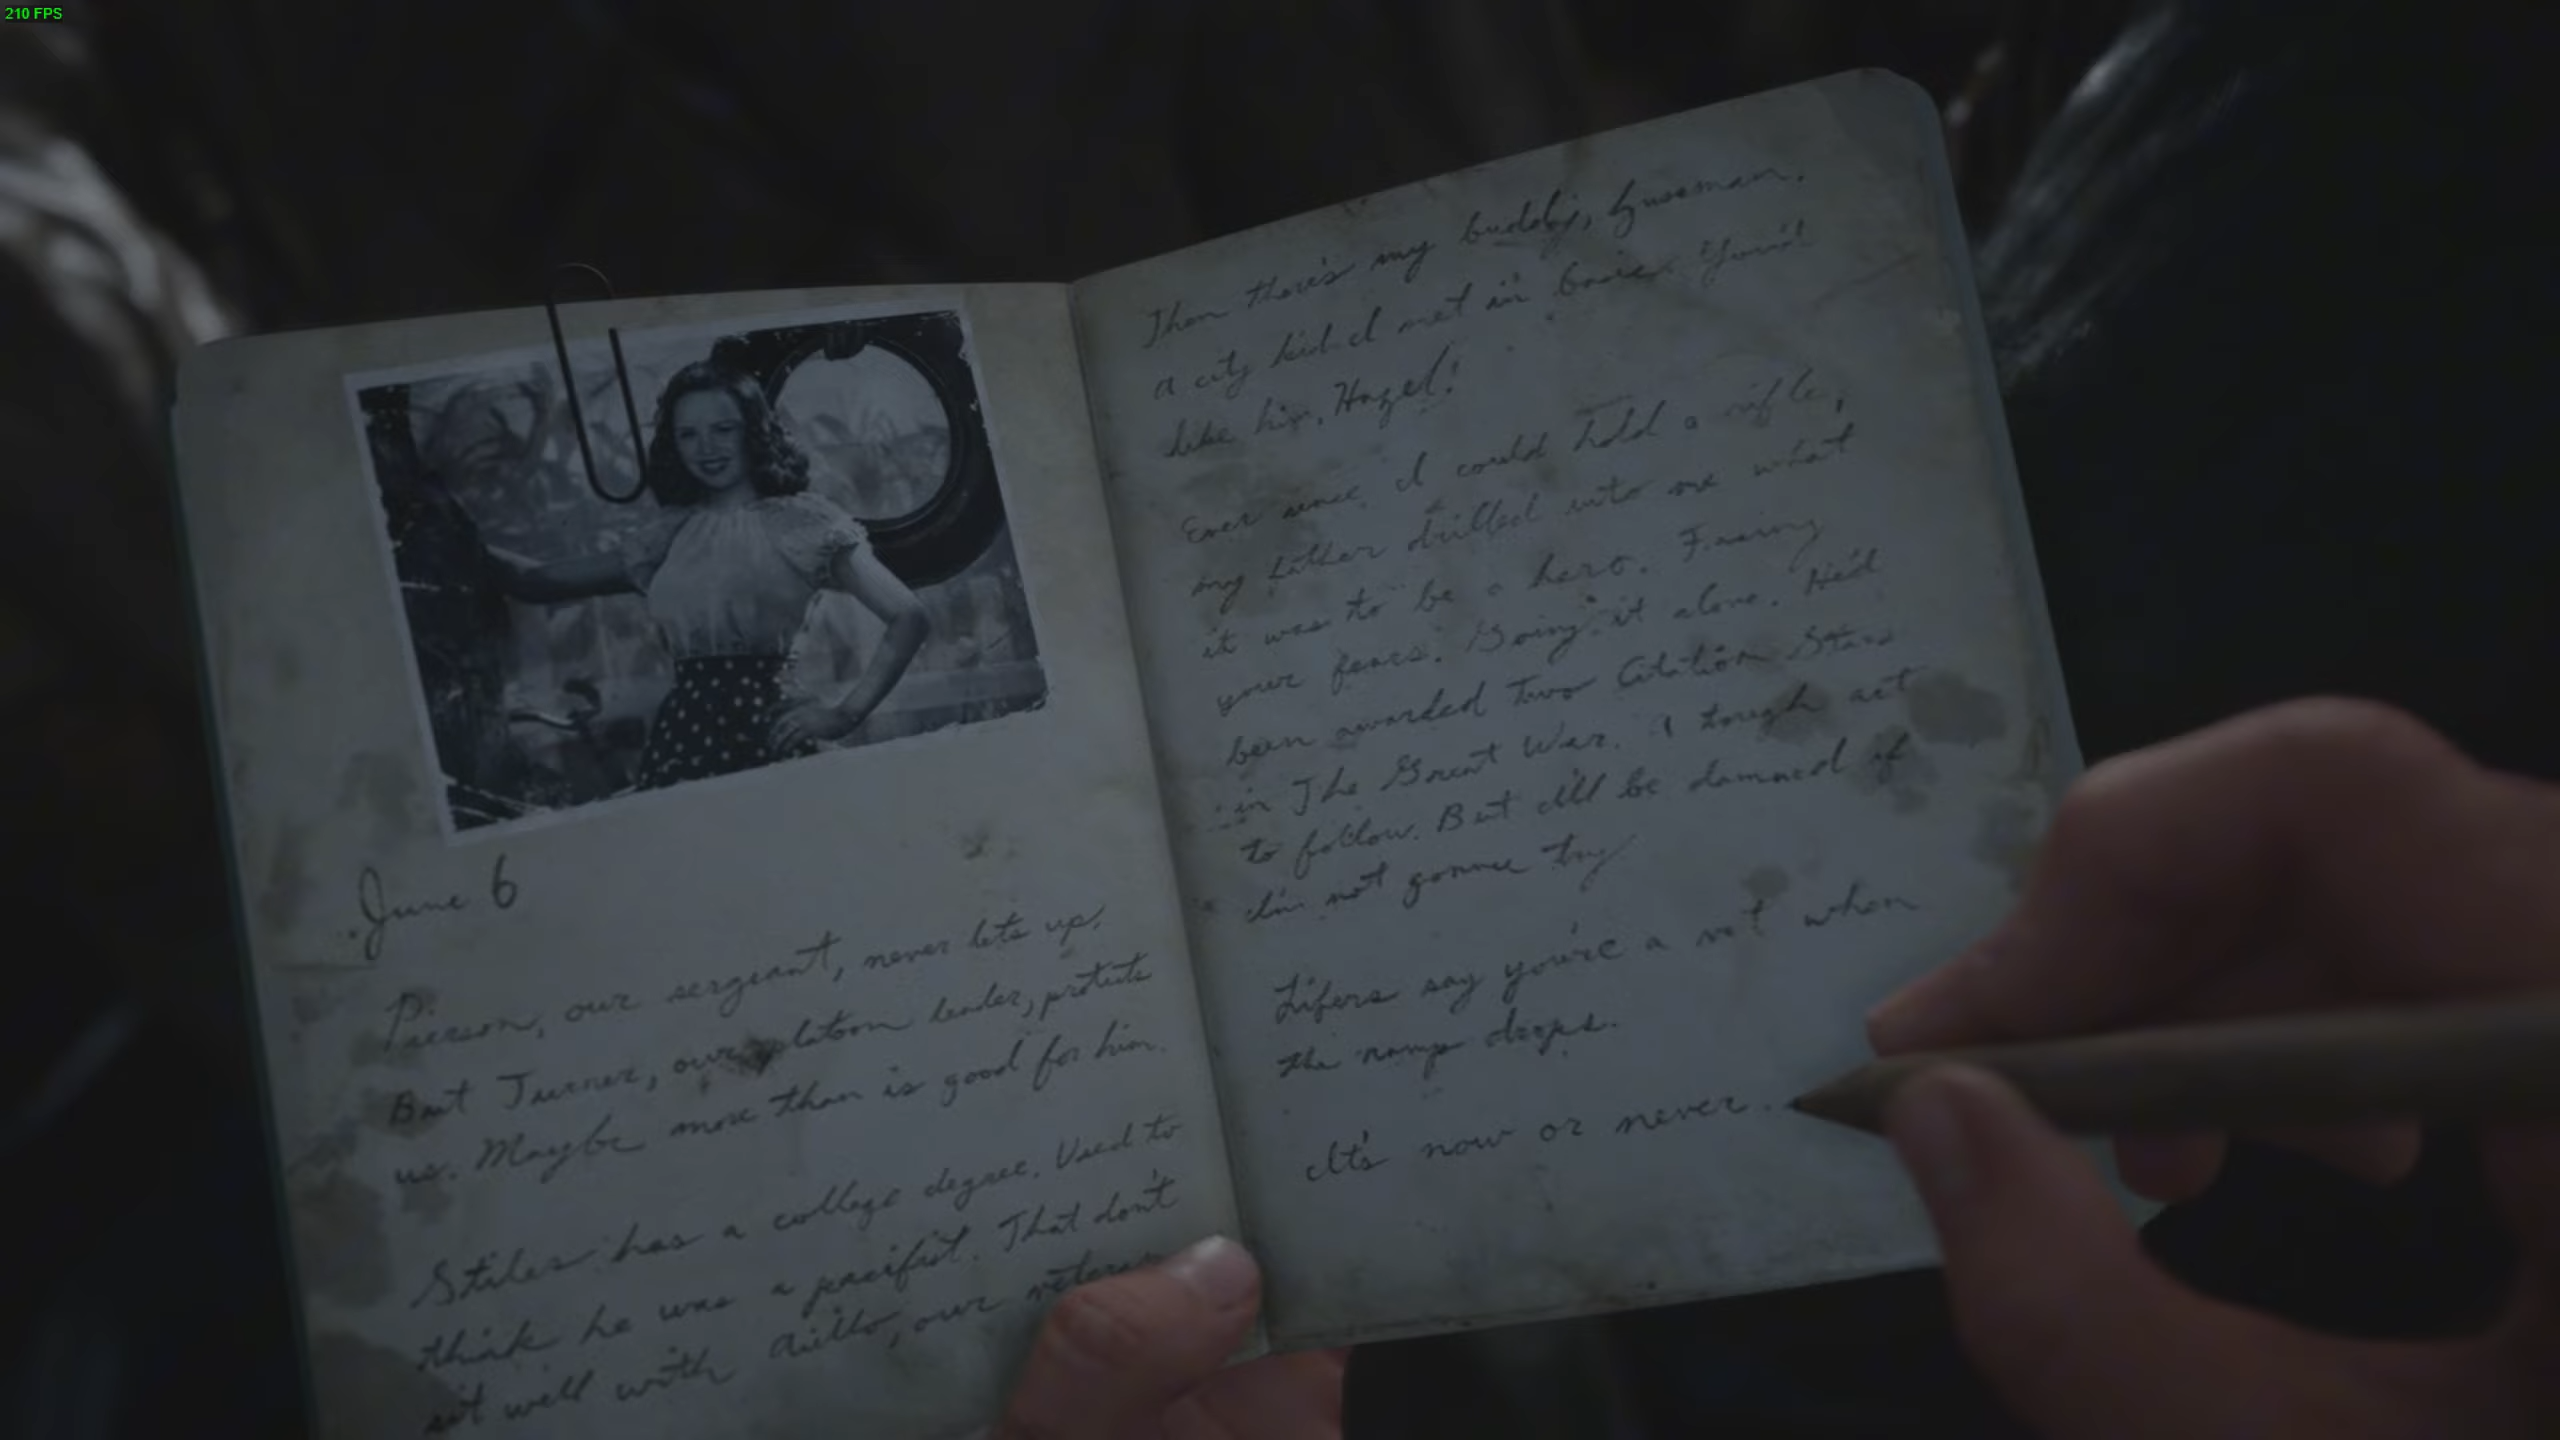 210 FPS
June 6
Pierson, our sergeant, never lets up.
But Turner, our platoon leader, protects
us. Maybe more than is good for him.
Stiles has a college degree. Used to
think he was a pacifist. That don't
sit well with Aiello, our veteran
Then there's my buddy, Zussman.
A city kid I met in basic. You'd
like him, Hazel!
Ever since I could hold a rifle,
my father drilled into me what
it was to be a hero. Facing
your fears. Going it alone. He'd
been awarded two Citation Stars
in The Great War. A tough act
to follow. But I'll be damned if
I'm not gonna try
Lifers say you're a vet when
the ramp drops.
It's now or never.